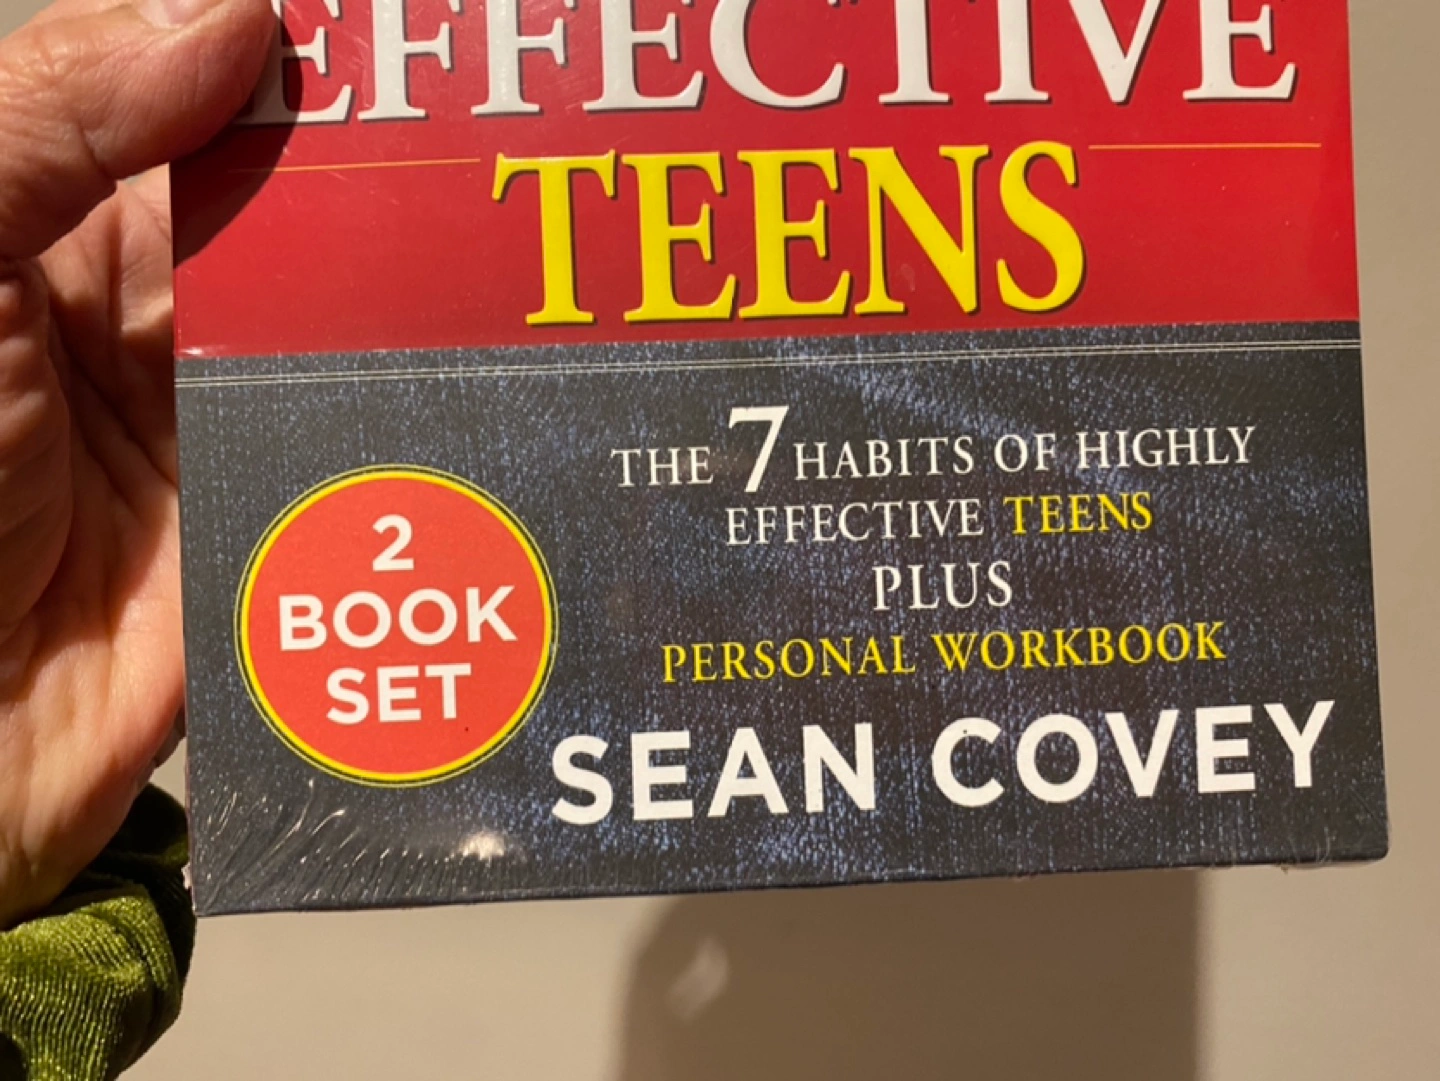 EFFECTIVE
TEENS
THE 7 HABITS OF HIGHLY
EFFECTIVE TEENS
PLUS
PERSONAL WORKBOOK
SEAN COVEY
2
BOOK
SET